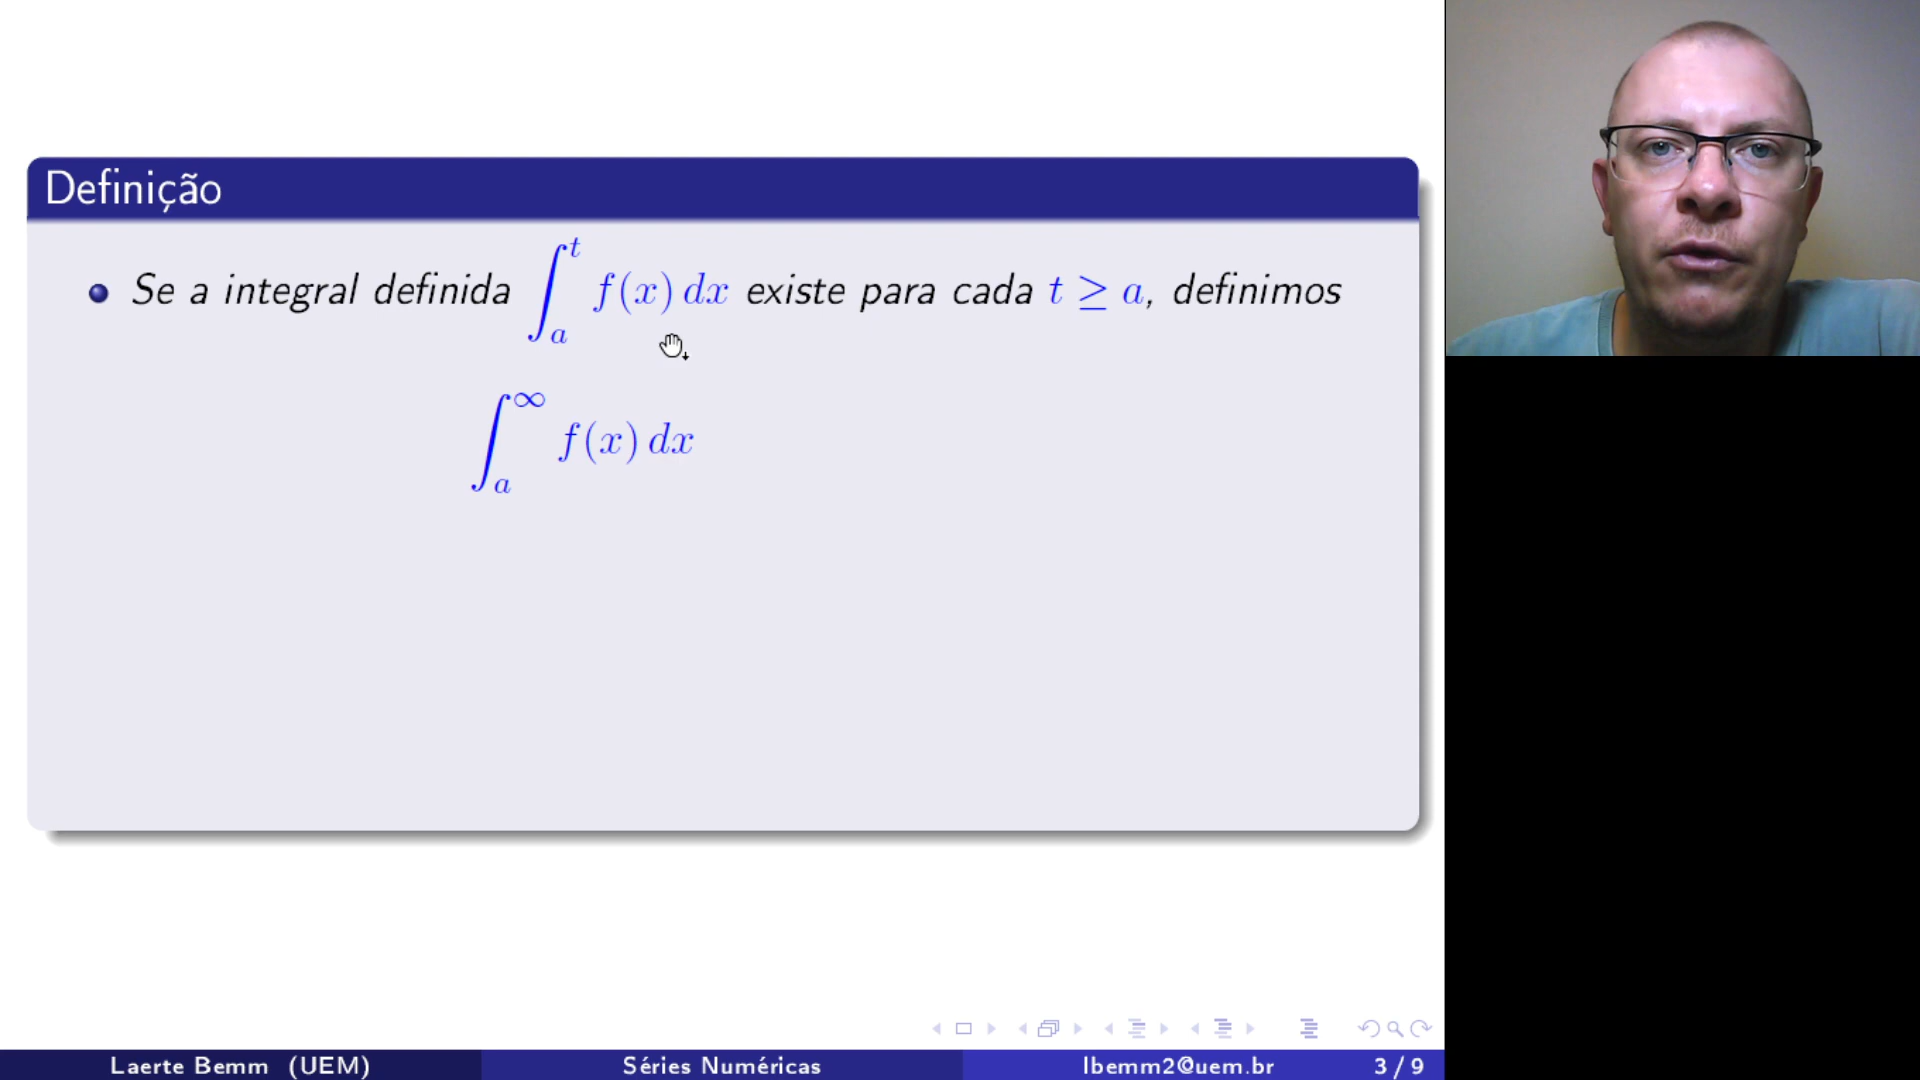 Definição
Se a integral definida ∫_a^t f(x) dx existe para cada t ≥ a, definimos
∫_a^∞ f(x) dx
Laerte Bemm (UEM) Séries Numéricas lbemm2@uem.br 3 / 9